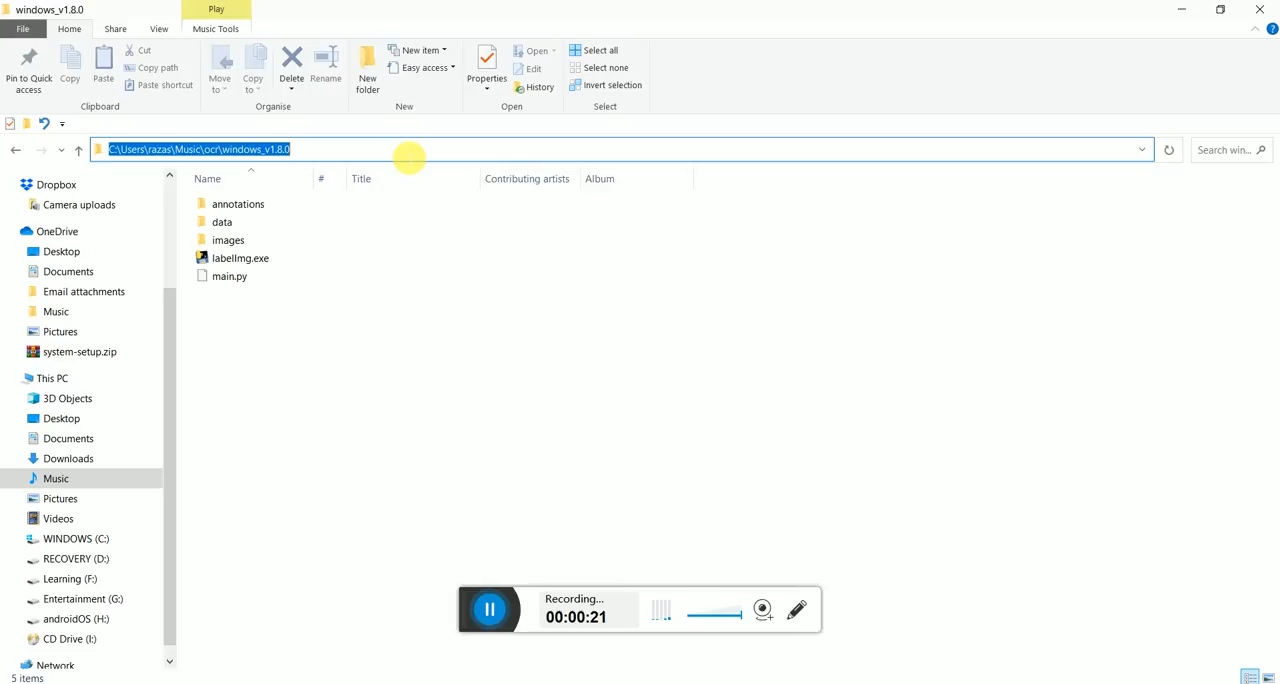 windows_v1.8.0
Play
File
Home
Share
View
Music Tools
Pin to Quick access
Copy
Paste
Cut
Copy path
Paste shortcut
Clipboard
Move to
Copy to
Delete
Rename
Organise
New folder
New item
Easy access
New
Properties
Open
Edit
History
Open
Select all
Select none
Invert selection
Select
C:\Users\razas\Music\ocr\windows_v1.8.0
Search win...
Name
#
Title
Contributing artists
Album
Dropbox
Camera uploads
OneDrive
Desktop
Documents
Email attachments
Music
Pictures
system-setup.zip
This PC
3D Objects
Desktop
Documents
Downloads
Music
Pictures
Videos
WINDOWS (C:)
RECOVERY (D:)
Learning (F:)
Entertainment (G:)
androidOS (H:)
CD Drive (I:)
Network
annotations
data
images
labelImg.exe
main.py
Recording...
00:00:21
5 items